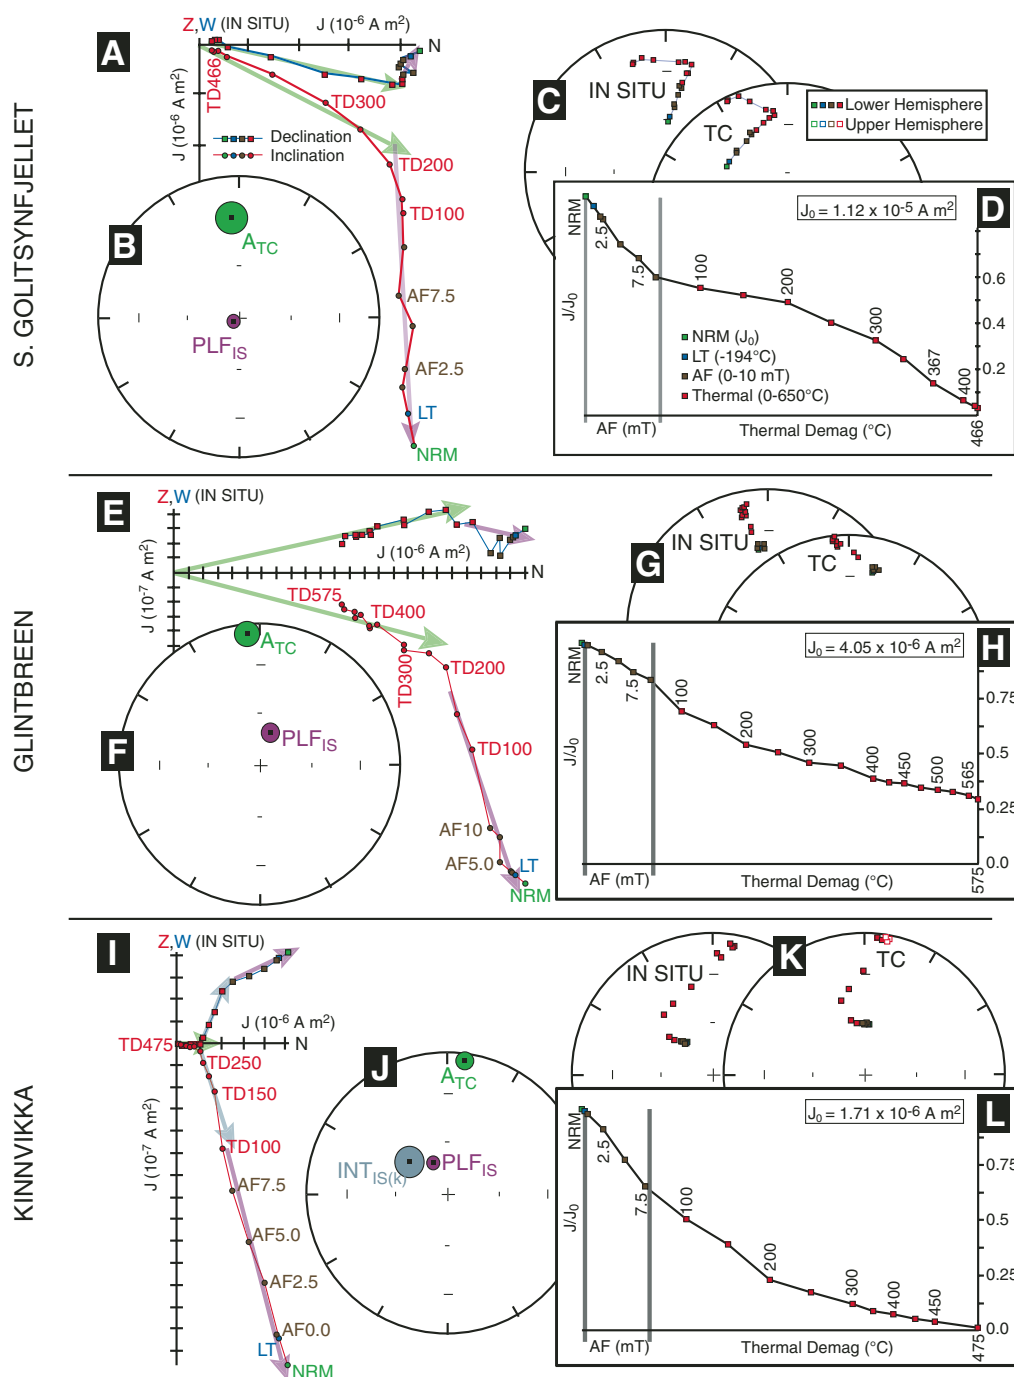 S. GOLITSYNFJELLET
A
Z,W (IN SITU)
J (10-6 A m2)
N
J (10-6 A m2)
TD466
TD300
Declination
Inclination
TD200
TD100
AF7.5
AF2.5
LT
NRM
B
ATC
PLFIS
C
IN SITU
TC
Lower Hemisphere
Upper Hemisphere
D
J0 = 1.12 x 10-5 A m2
NRM
2.5
7.5
100
200
300
367
400
466
0.6
0.4
0.2
J/J0
NRM (J0)
LT (-194°C)
AF (0-10 mT)
Thermal (0-650°C)
AF (mT)
Thermal Demag (°C)
GLINTBREEN
E
Z,W (IN SITU)
J (10-6 A m2)
N
J (10-7 A m2)
TD575
TD400
TD300
TD200
TD100
AF10
AF5.0
LT
NRM
F
ATC
PLFIS
G
IN SITU
TC
H
J0 = 4.05 x 10-6 A m2
NRM
2.5
7.5
100
200
300
400
450
500
565
575
0.75
0.5
0.25
0.0
J/J0
AF (mT)
Thermal Demag (°C)
KINNVIKKA
I
Z,W (IN SITU)
J (10-6 A m2)
N
J (10-7 A m2)
TD475
TD250
TD150
TD100
AF7.5
AF5.0
AF2.5
AF0.0
LT
NRM
J
ATC
INTIS(k)
PLFIS
K
IN SITU
TC
L
J0 = 1.71 x 10-6 A m2
NRM
2.5
7.5
100
200
300
400
450
475
0.75
0.5
0.25
0.0
J/J0
AF (mT)
Thermal Demag (°C)